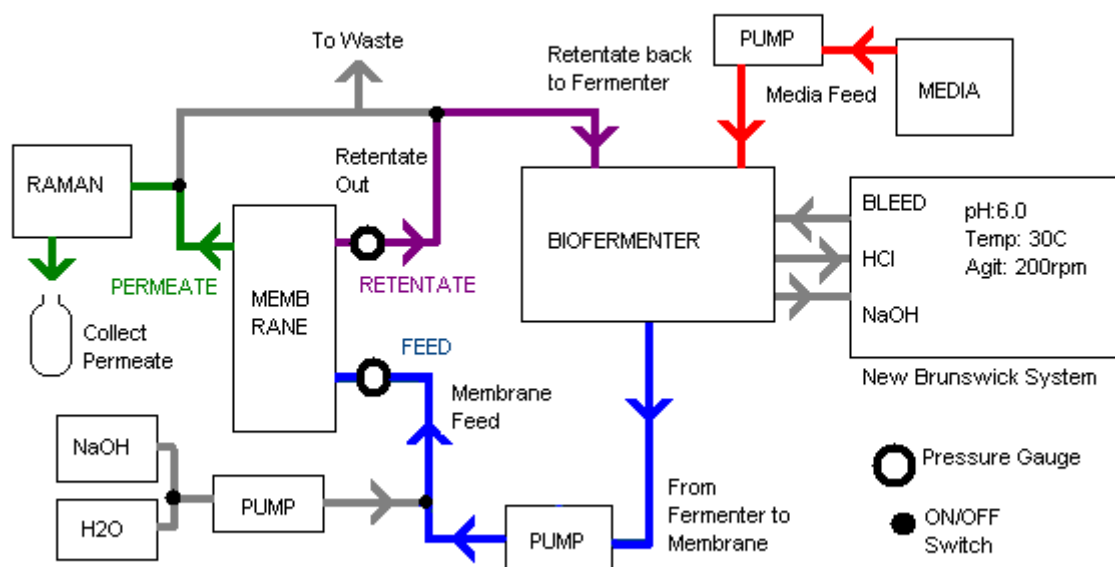 To Waste
Retentate back
to Fermenter
PUMP
Media Feed
MEDIA
RAMAN
Retentate
Out
BIOFERMENTER
BLEED
HCl
NaOH
pH:6.0
Temp: 30C
Agit: 200rpm
New Brunswick System
PERMEATE
RETENTATE
MEMB
RANE
Collect
Permeate
FEED
Membrane
Feed
NaOH
H2O
PUMP
PUMP
From
Fermenter to
Membrane
Pressure Gauge
ON/OFF
Switch